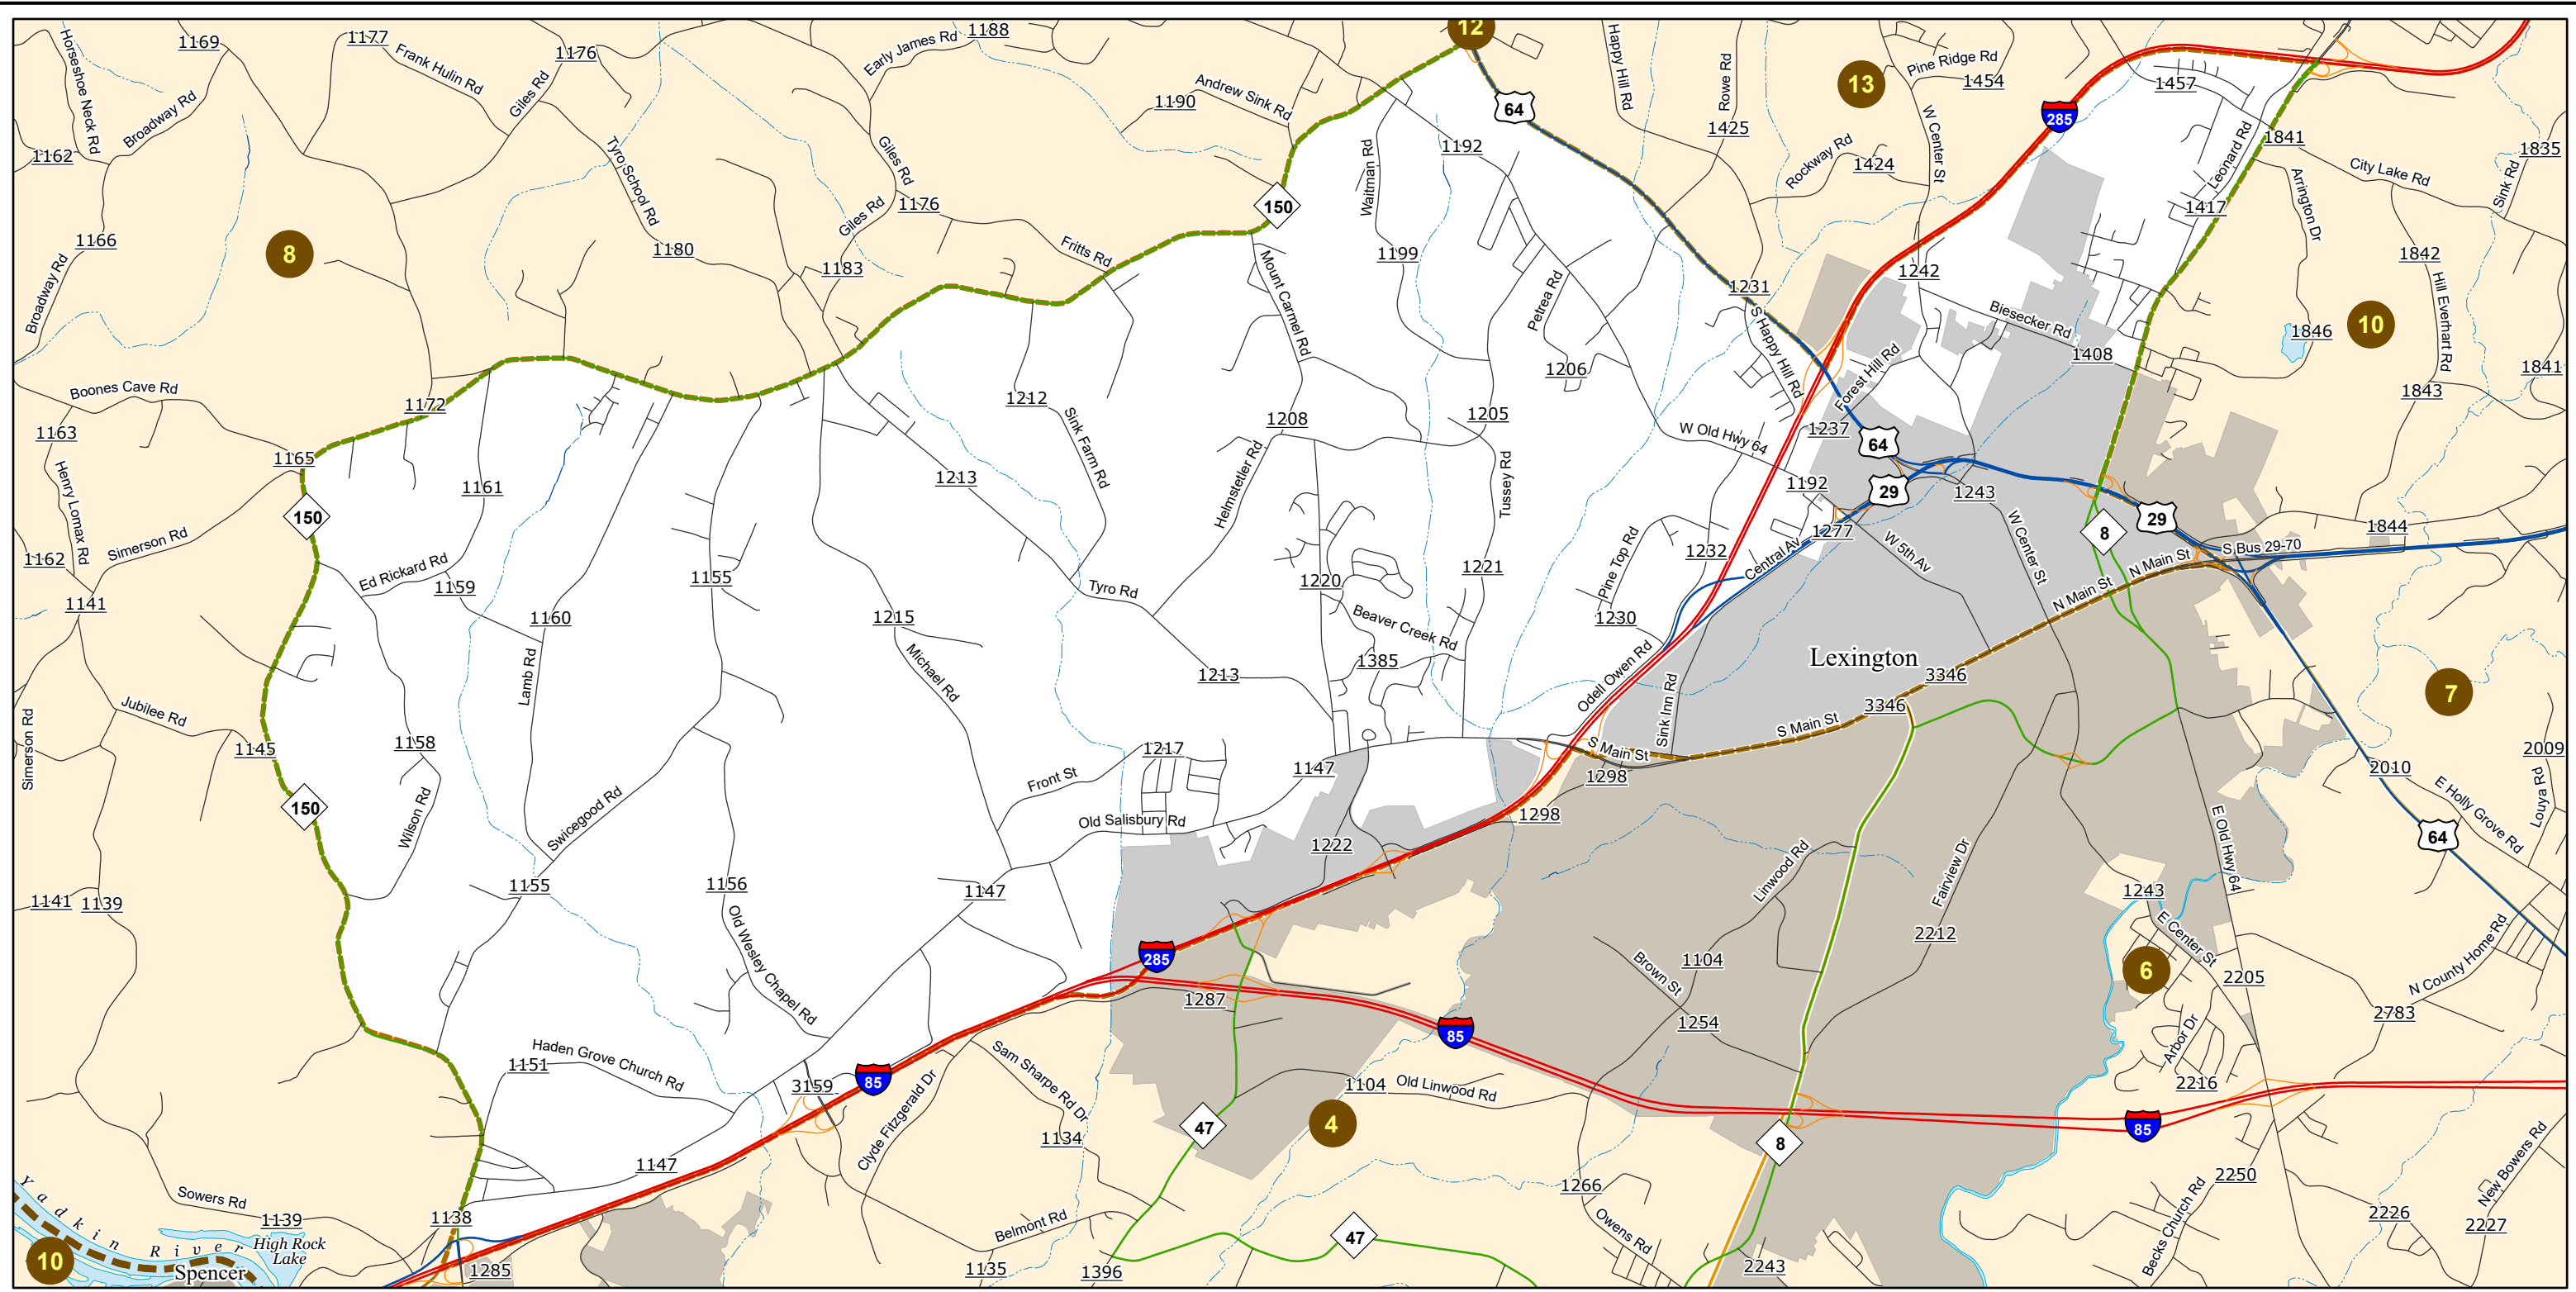 12
1169
1177
1176
1188
Horseshoe Neck Rd
Frank Hulin Rd
Giles Rd
Early James Rd
Andrew Sink Rd
1190
Happy Hill Rd
Rowe Rd
13
Pine Ridge Rd
1454
1457
285
64
1425
Broadway Rd
1162
Tyro School Rd
Giles Rd
Waitman Rd
1192
Rockway Rd
1424
W Center St
Leonard Rd
1841
City Lake Rd
1835
Sink Rd
Arrington Dr
1417
150
1176
Giles Rd
1166
8
Broadway Rd
1180
1183
Fritts Rd
Mount Carmel Rd
1199
Petrea Rd
1231
1242
1842
Hill Everhart Rd
Biesecker Rd
1846
10
1408
1841
1843
S Happy Hill Rd
Forest Hill Rd
1206
Boones Cave Rd
1172
1212
Sink Farm Rd
1208
1205
1163
1165
W Old Hwy 64
1237
64
Henry Lomax Rd
1161
1213
Helmstetler Rd
Tussey Rd
1192
29
1243
150
29
8
1844
Simerson Rd
1162
Ed Rickard Rd
1159
1155
Tyro Rd
1220
1221
Pine Top Rd
1232
Central Av
1277
W 5th Av
W Center St
N Main St
S Bus 29-70
N Main St
1141
1160
1215
Beaver Creek Rd
1230
Lamb Rd
Michael Rd
1213
1385
Odell Owen Rd
Sink Inn Rd
Lexington
3346
3346
7
Jubilee Rd
Simerson Rd
1145
1158
1217
1147
S Main St
1298
S Main St
2010
2009
Louya Rd
150
Wilson Rd
Swicegood Rd
Front St
Old Salisbury Rd
1222
1298
E Old Hwy 64
E Holly Grove Rd
64
Linwood Rd
Fairview Dr
1141
1139
1155
1156
1147
1243
Old Wesley Chapel Rd
285
Brown St
1104
2212
E Center St
6
2205
N County Home Rd
1287
85
1254
2783
Arbor Dr
2216
1151
Haden Grove Church Rd
3159
85
Sam Sharpe Rd Dr
1104
Old Linwood Rd
Clyde Fitzgerald Dr
1134
47
4
8
85
1147
Yadkin River
Sowers Rd
1139
1138
High Rock
Lake
10
Spencer
1285
Belmont Rd
1135
1396
47
1266
Owens Rd
2243
Becks Church Rd
2250
2226
New Bowers Rd
2227